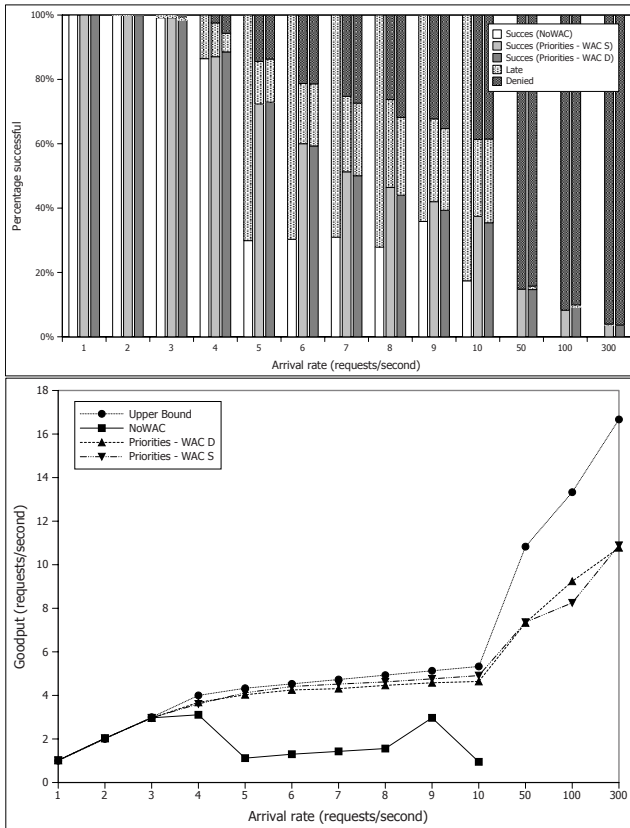 100%
80%
60%
40%
20%
0%
Percentage successful
Succes (NoWAC)
Succes (Priorities - WAC S)
Succes (Priorities - WAC D)
Late
Denied
1 2 3 4 5 6 7 8 9 10 50 100 300
Arrival rate (requests/second)
18
16
14
12
10
8
6
4
2
0
Goodput (requests/second)
Upper Bound
NoWAC
Priorities - WAC D
Priorities - WAC S
1 2 3 4 5 6 7 8 9 10 50 100 300
Arrival rate (requests/second)